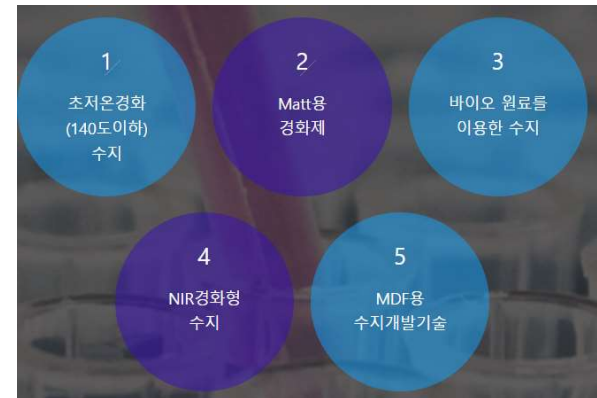 1
초저온경화
(140도이하)
수지
2
Matt용
경화제
3
바이오 원료를
이용한 수지
4
NIR경화형
수지
5
MDF용
수지개발기술